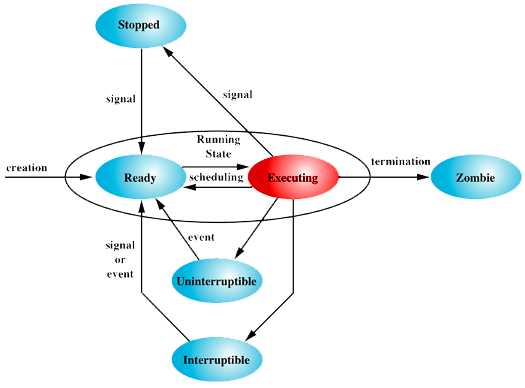 Stopped
signal
signal
Running
State
creation
Ready
scheduling
Executing
termination
Zombie
signal
or
event
event
Uninterruptible
Interruptible